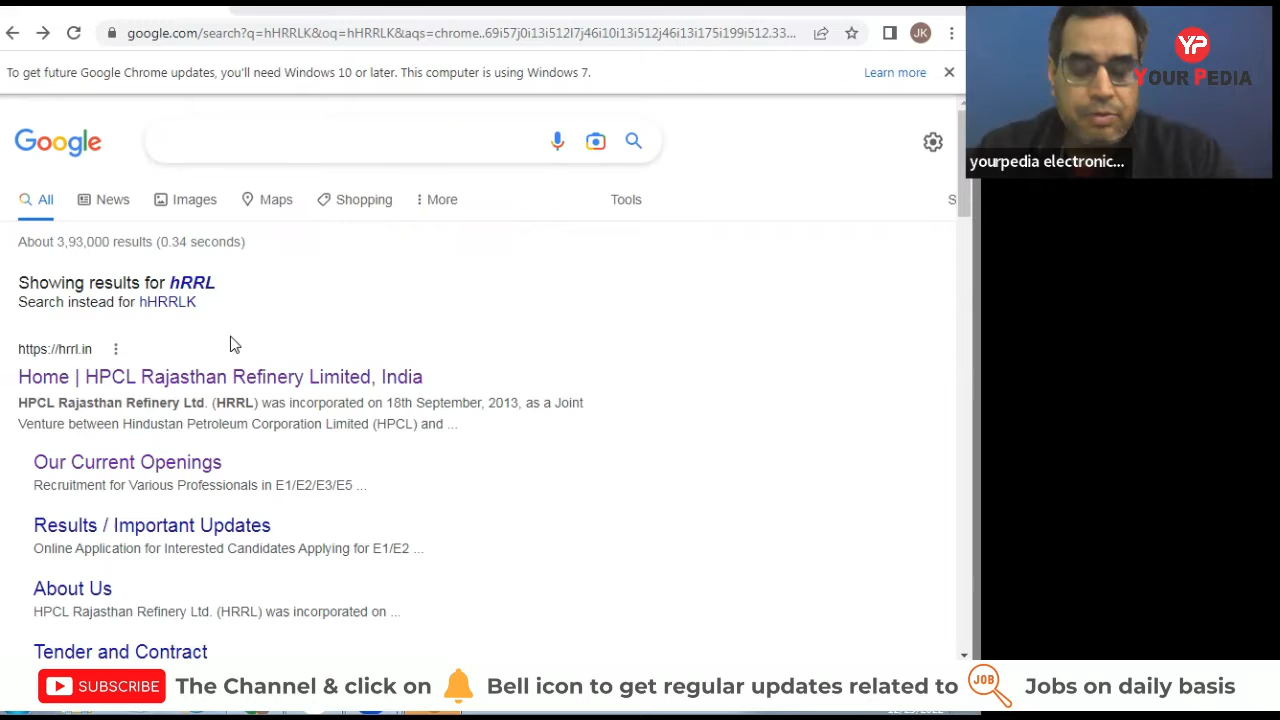 google.com/search?q=hHRRLK&oq=hHRRLK&aqs=chrome..69i57j0i13i512l7j46i10i13i512j46i13i175i199i512.33...
JK
YP
YOUR PEDIA
To get future Google Chrome updates, you'll need Windows 10 or later. This computer is using Windows 7.
Learn more
Google
yourpedia electronic...
All
News
Images
Maps
Shopping
More
Tools
S
About 3,93,000 results (0.34 seconds)
Showing results for hRRL
Search instead for hHRRLK
https://hrrl.in
Home | HPCL Rajasthan Refinery Limited, India
HPCL Rajasthan Refinery Ltd. (HRRL) was incorporated on 18th September, 2013, as a Joint
Venture between Hindustan Petroleum Corporation Limited (HPCL) and ...
Our Current Openings
Recruitment for Various Professionals in E1/E2/E3/E5 ...
Results / Important Updates
Online Application for Interested Candidates Applying for E1/E2 ...
About Us
HPCL Rajasthan Refinery Ltd. (HRRL) was incorporated on ...
Tender and Contract
SUBSCRIBE The Channel & click on Bell icon to get regular updates related to JOB Jobs on daily basis